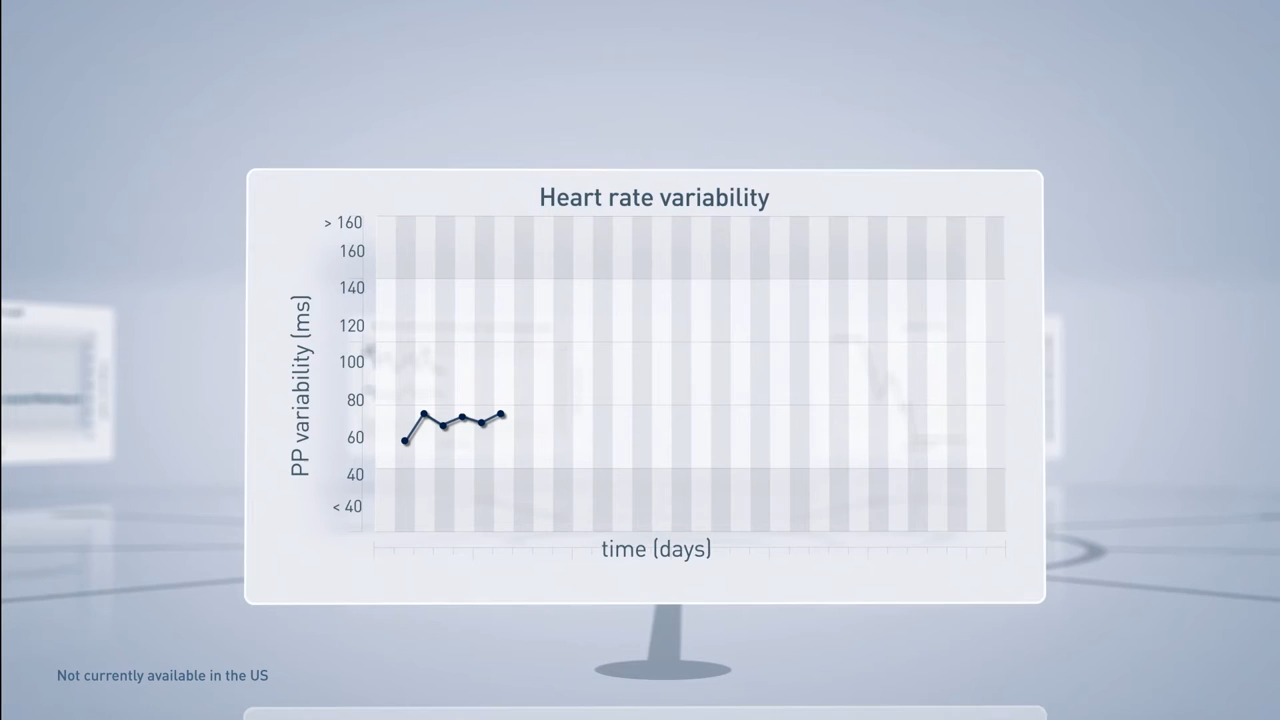 Heart rate variability
> 160
160
140
120
100
80
60
40
< 40
PP variability (ms)
time (days)
Not currently available in the US